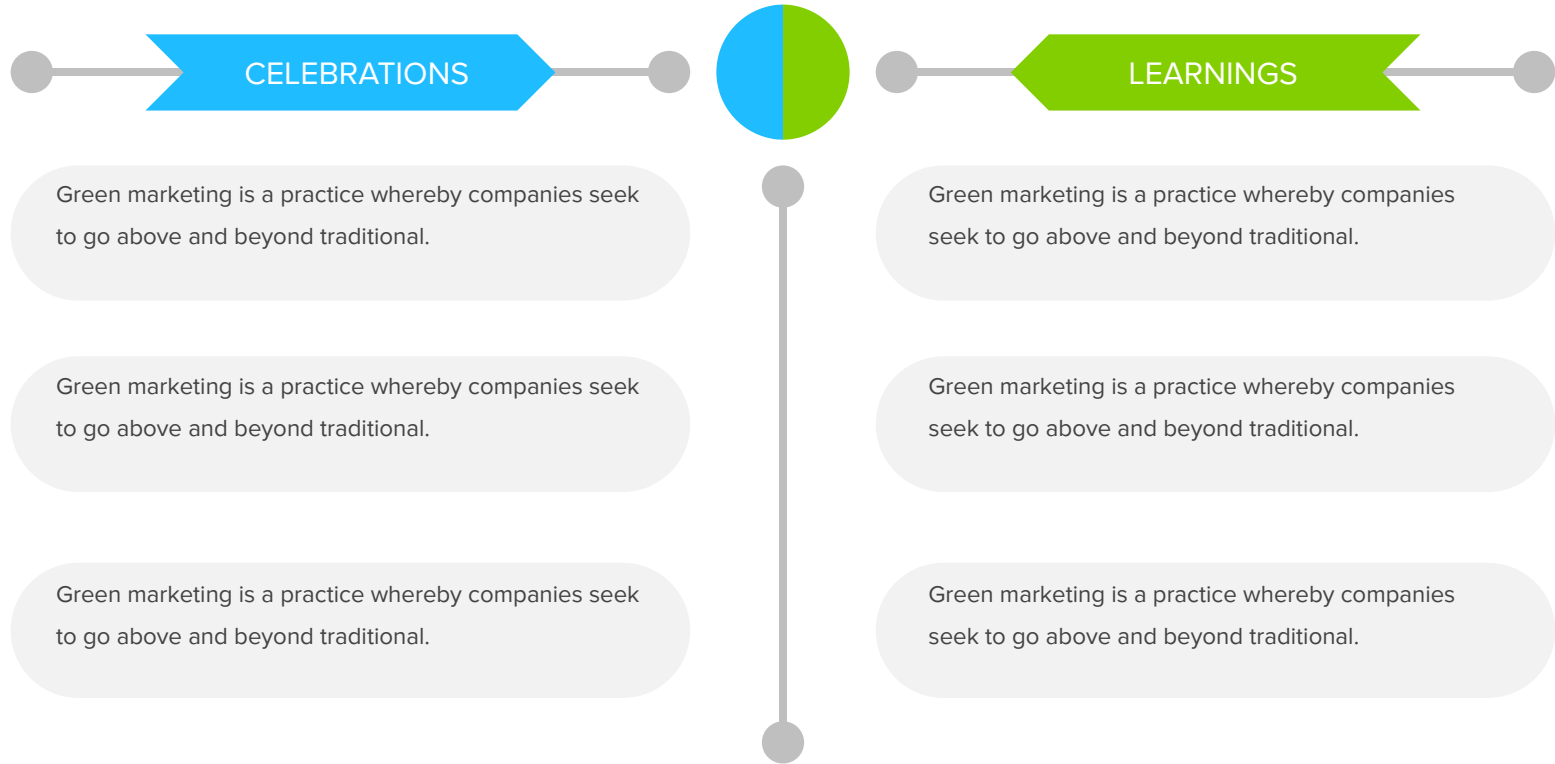 CELEBRATIONS
Green marketing is a practice whereby companies seek
to go above and beyond traditional.
Green marketing is a practice whereby companies seek
to go above and beyond traditional.
Green marketing is a practice whereby companies seek
to go above and beyond traditional.
LEARNINGS
Green marketing is a practice whereby companies
seek to go above and beyond traditional.
Green marketing is a practice whereby companies
seek to go above and beyond traditional.
Green marketing is a practice whereby companies
seek to go above and beyond traditional.